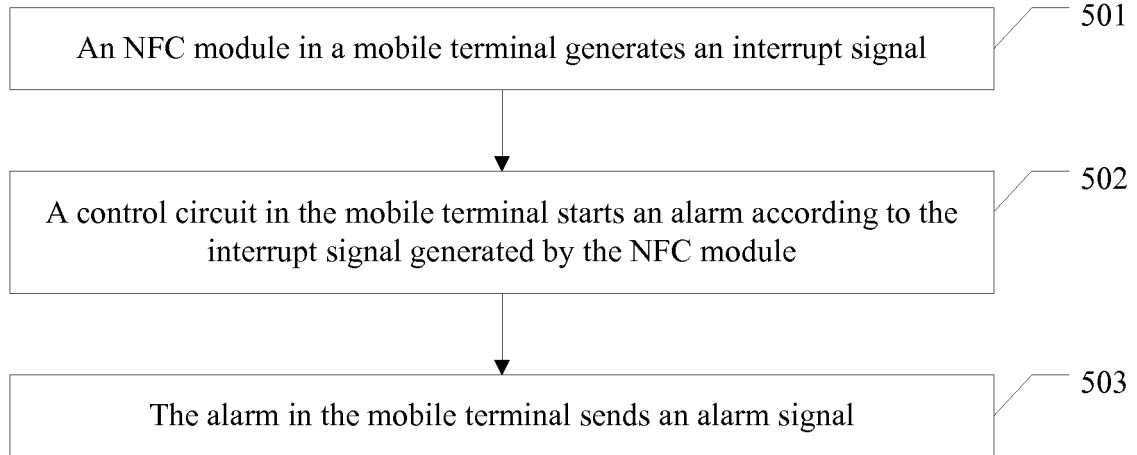 An NFC module in a mobile terminal generates an interrupt signal
501
A control circuit in the mobile terminal starts an alarm according to the
interrupt signal generated by the NFC module
502
The alarm in the mobile terminal sends an alarm signal
503